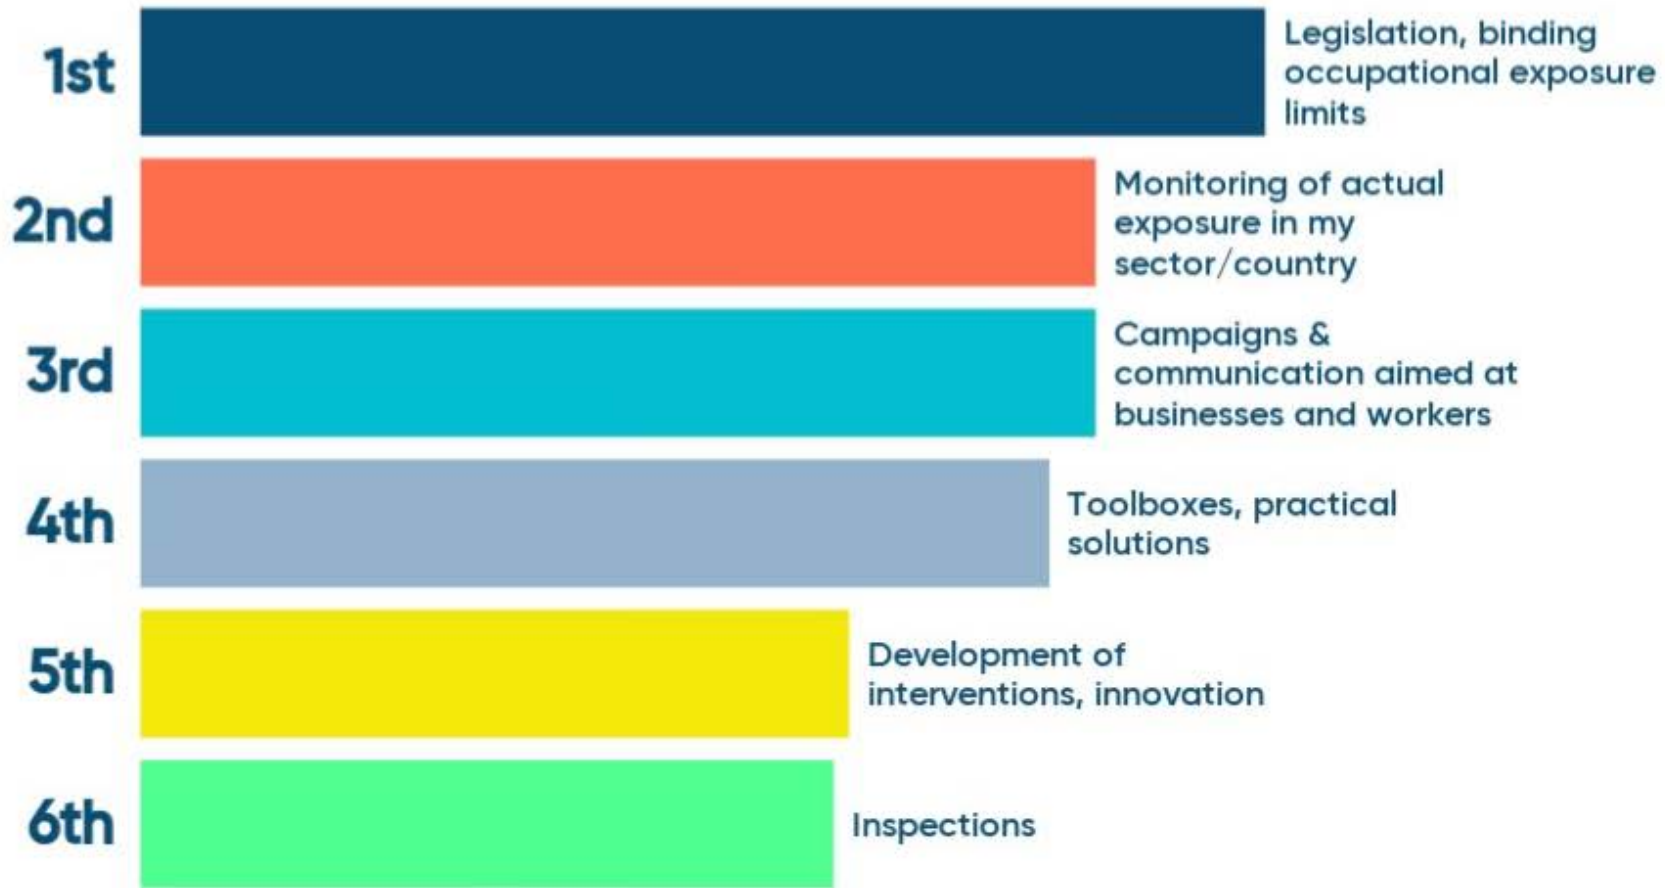 1st
Legislation, binding
occupational exposure
limits
2nd
Monitoring of actual
exposure in my
sector/country
3rd
Campaigns &
communication aimed at
businesses and workers
4th
Toolboxes, practical
solutions
5th
Development of
interventions, innovation
6th
Inspections